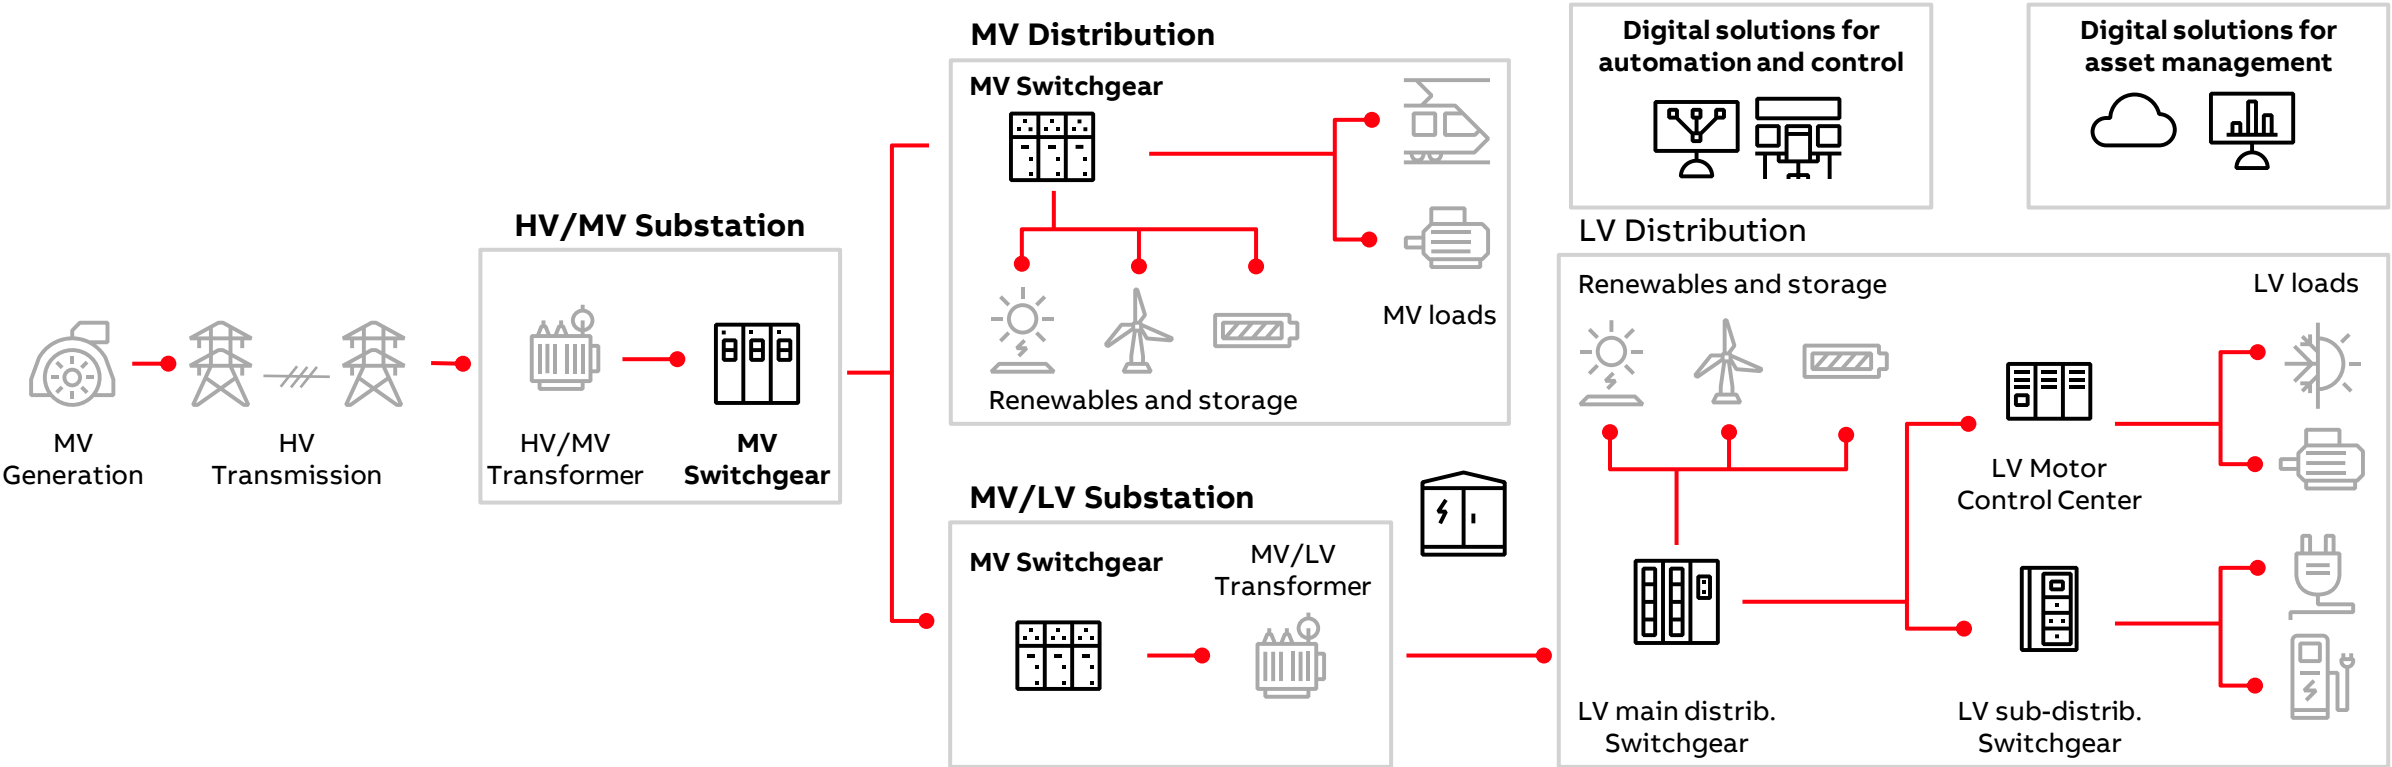 MV
Generation
HV
Transmission
HV/MV Substation
HV/MV
Transformer
MV
Switchgear
MV Distribution
MV Switchgear
MV loads
Renewables and storage
MV/LV Substation
MV Switchgear
MV/LV
Transformer
Digital solutions for
automation and control
Digital solutions for
asset management
LV Distribution
Renewables and storage
LV loads
LV Motor
Control Center
LV main distrib.
Switchgear
LV sub-distrib.
Switchgear